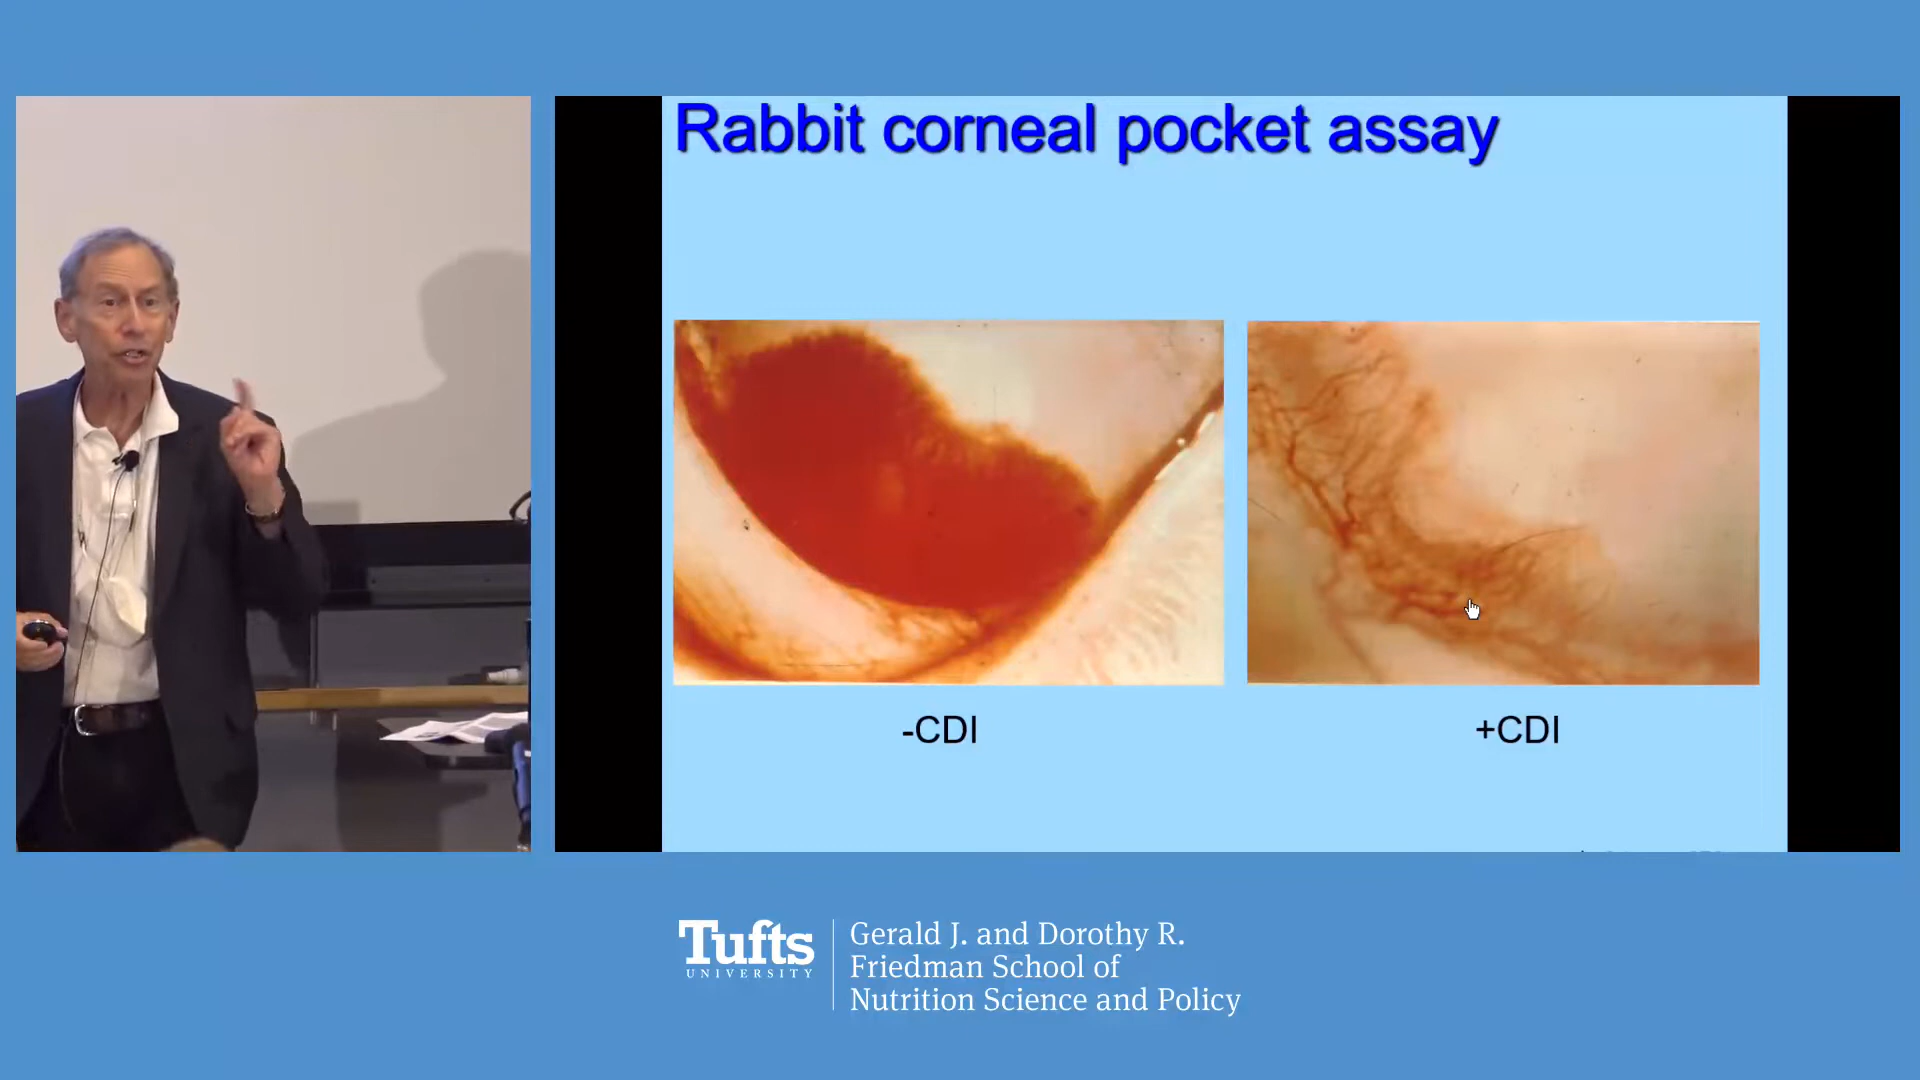 Rabbit corneal pocket assay
-CDI
+CDI
Tufts
UNIVERSITY
Gerald J. and Dorothy R.
Friedman School of
Nutrition Science and Policy